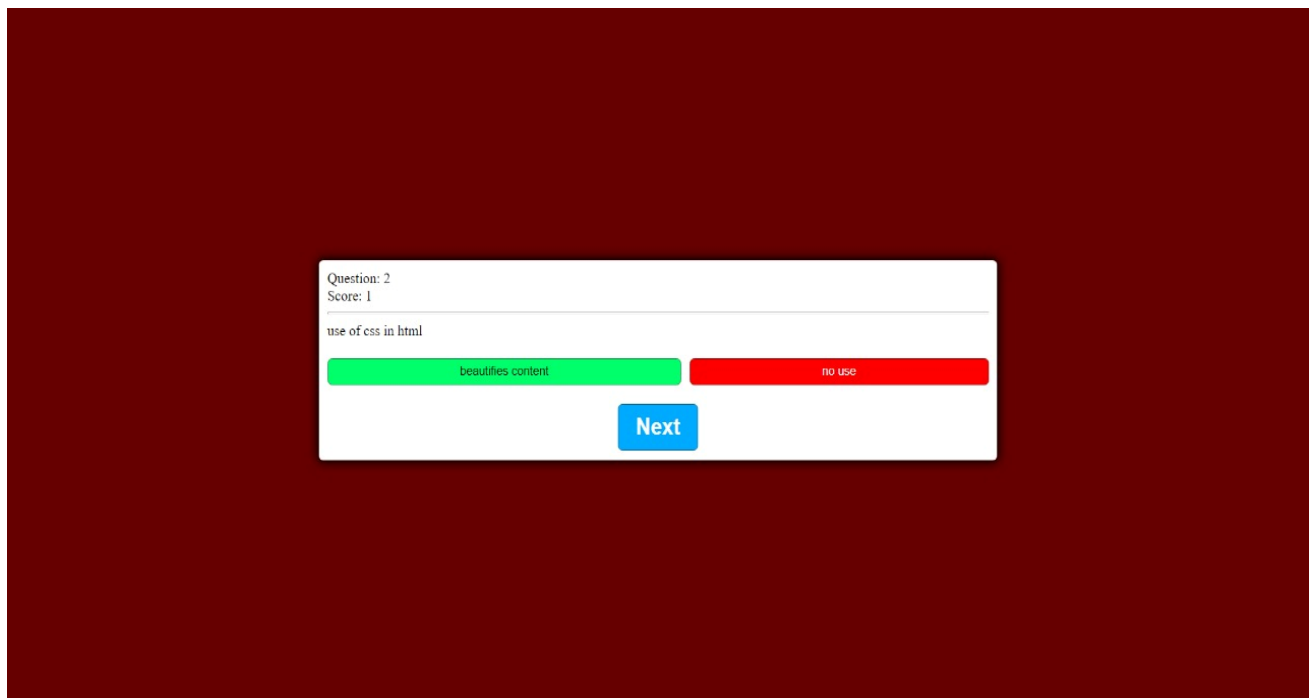 Question: 2
Score: 1
use of css in html
beautifies content
no use
Next